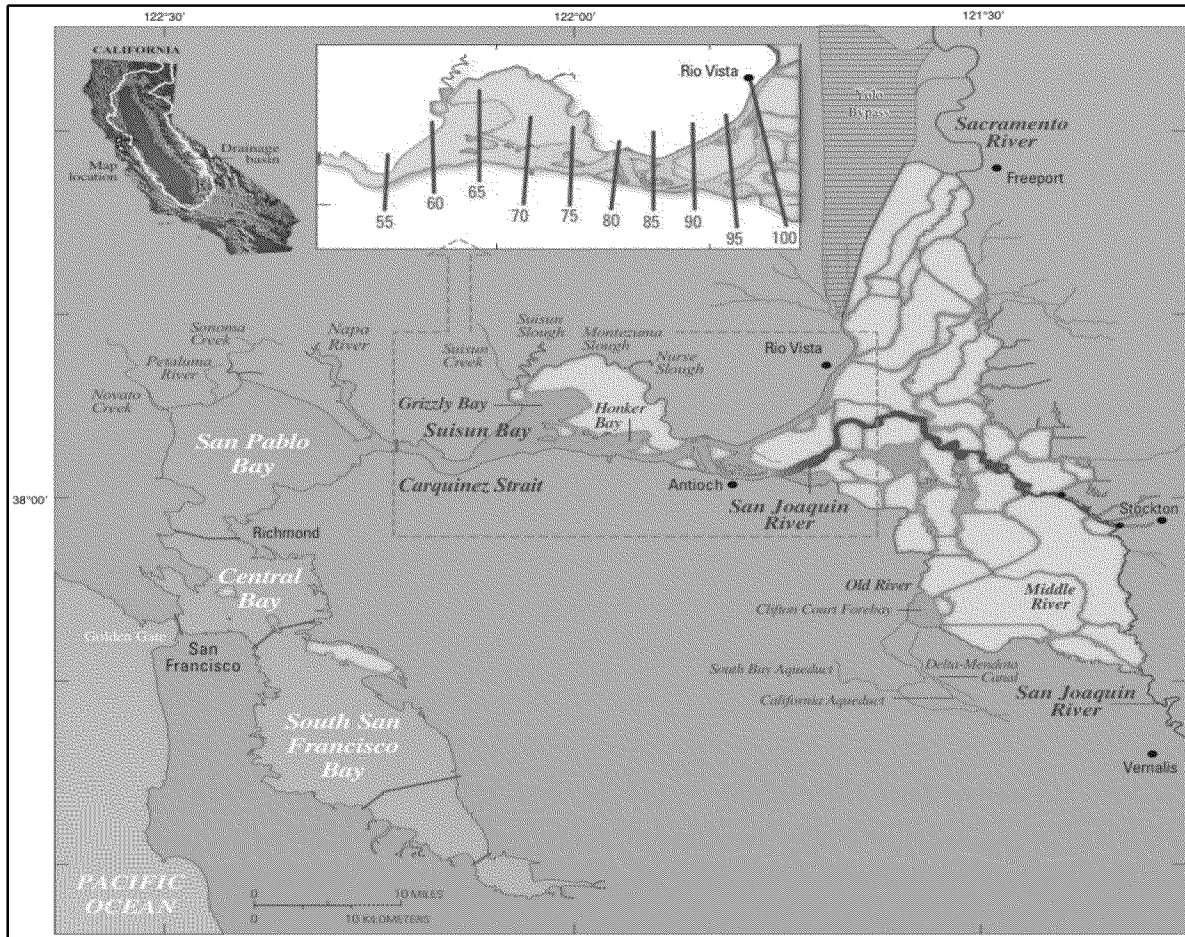 122°30'
122°00'
121°30'
CALIFORNIA
Map
location
Drainage
basin
Rio Vista
55
60
65
70
75
80
85
90
95
100
Yolo
Bypass
Sacramento
River
Freeport
Sonoma
Creek
Napa
River
Petaluma
River
Novato
Creek
Suisun
Creek
Suisun
Slough
Montezuma
Slough
Nurse
Slough
Rio Vista
Grizzly Bay
Honker
Bay
Suisun Bay
San Pablo
Bay
38°00'
Carquinez Strait
Antioch
San Joaquin
River
Stockton
Richmond
Central
Bay
Golden Gate
San
Francisco
Old River
Clifton Court Forebay
Middle
River
South Bay Aqueduct
Delta-Mendota
Canal
California Aqueduct
San Joaquin
River
Vernalis
South San
Francisco
Bay
PACIFIC
OCEAN
0
10 MILES
0
10 KILOMETERS